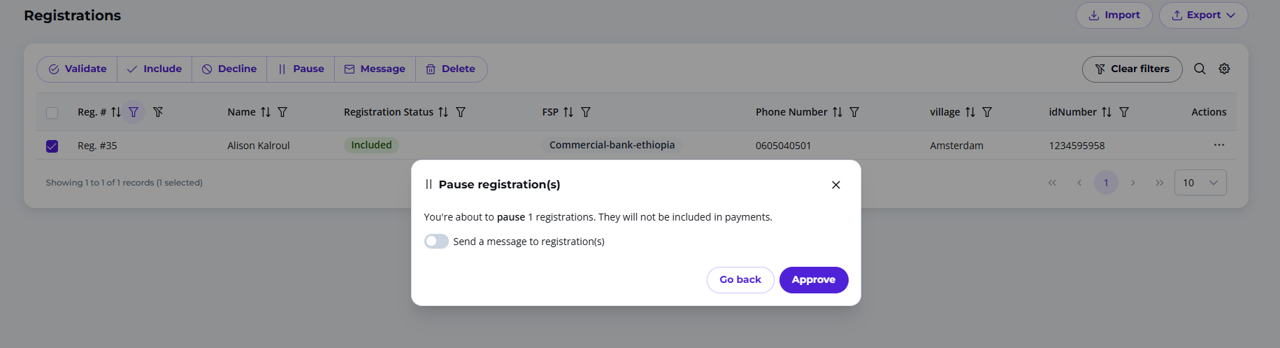 Registrations
Import
Export
Validate
Include
Decline
Pause
Message
Delete
Clear filters
Reg. # Name Registration Status FSP Phone Number village idNumber Actions
Reg. #35 Alison Kalroul Included Commercial-bank-ethiopia 0605040501 Amsterdam 1234595958 ...
Showing 1 to 1 of 1 records (1 selected)
« ‹ 1 › » 10
Pause registration(s)
You're about to pause 1 registrations. They will not be included in payments.
Send a message to registration(s)
Go back
Approve